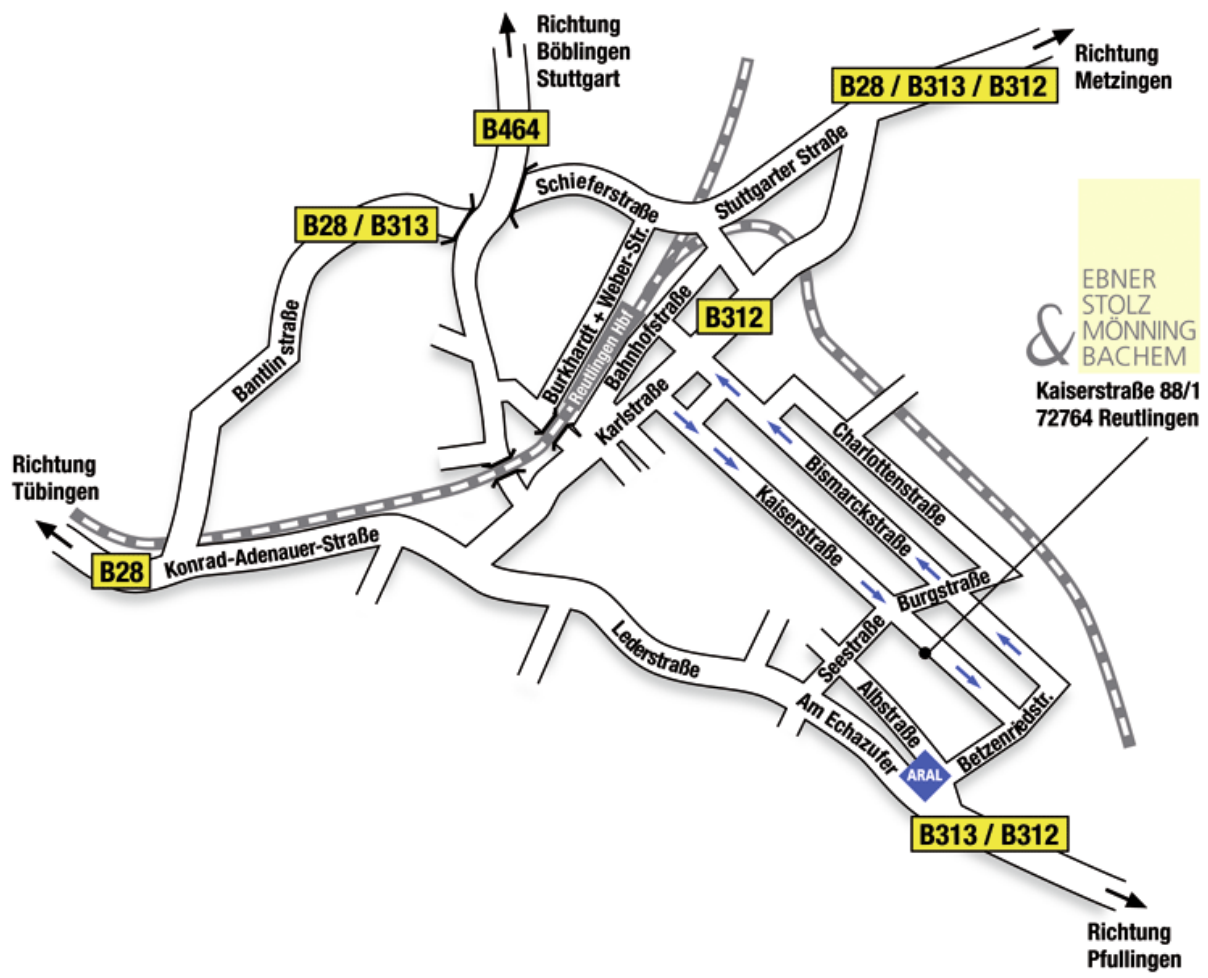 Richtung
Böblingen
Stuttgart
Richtung
Metzingen
B28 / B313 / B312
B464
Stuttgarter Straße
Schieferstraße
B28 / B313
Burkhardt + Weber-Str.
Reutlingen Hbf
Bahnhofstraße
B312
EBNER
STOLZ
& MÖNNING
BACHEM
Kaiserstraße 88/1
72764 Reutlingen
Bantlin straße
Karlstraße
Charlottenstraße
Bismarckstraße
Kaiserstraße
Richtung
Tübingen
B28
Konrad-Adenauer-Straße
Burgstraße
Lederstraße
Seestraße
Albstraße
Am Echazufer
Betzenriedstr.
ARAL
B313 / B312
Richtung
Pfullingen